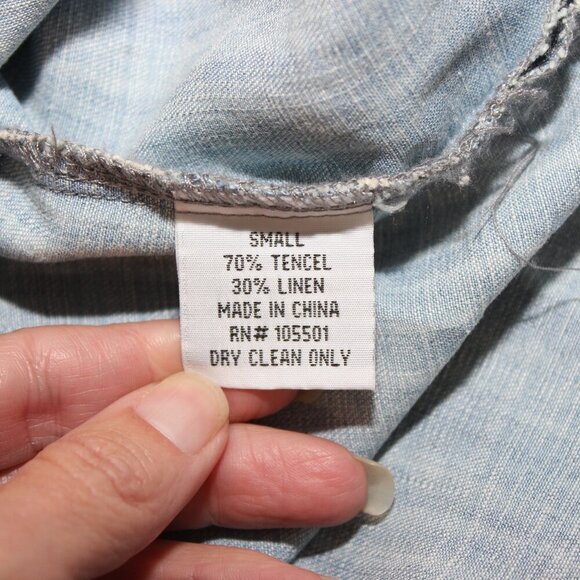 SMALL
70% TENCEL
30% LINEN
MADE IN CHINA
RN# 105501
DRY CLEAN ONLY